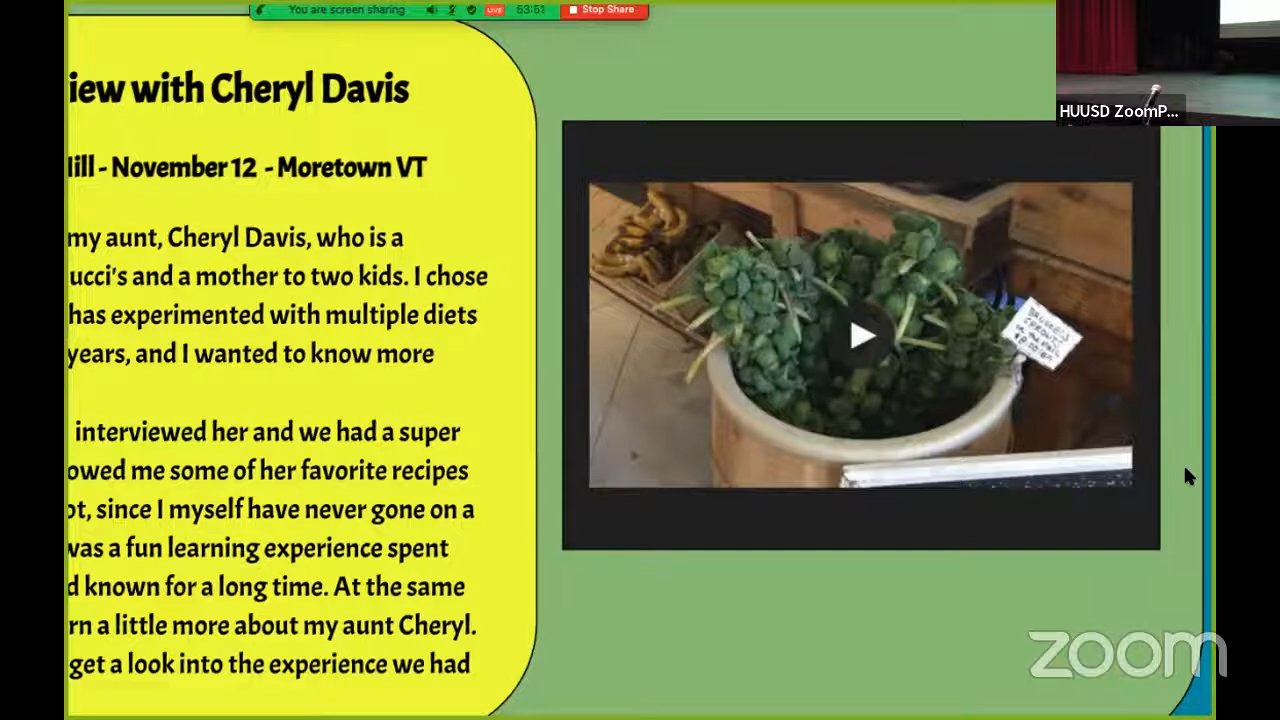 You are screen sharing LIVE 53:51 Stop Share
HUUSD ZoomP...
iew with Cheryl Davis
ill - November 12 - Moretown VT
my aunt, Cheryl Davis, who is a
ucci's and a mother to two kids. I chose
has experimented with multiple diets
years, and I wanted to know more
interviewed her and we had a super
owed me some of her favorite recipes
ot, since I myself have never gone on a
was a fun learning experience spent
d known for a long time. At the same
rn a little more about my aunt Cheryl.
get a look into the experience we had
BRUSSELS
SPROUTS
zoom